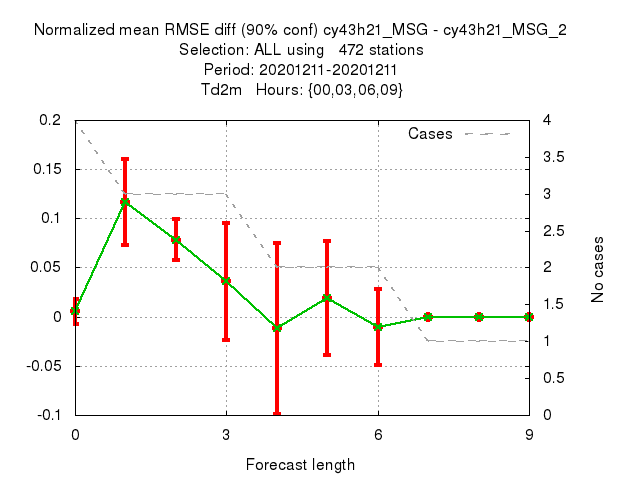 Normalized mean RMSE diff (90% conf) cy43h21_MSG - cy43h21_MSG_2
Selection: ALL using   472 stations
Period: 20201211-20201211
Td2m   Hours: {00,03,06,09}
Cases
0.2
0.15
0.1
0.05
0
-0.05
-0.1
4
3.5
3
2.5
2
1.5
1
0.5
0
No cases
0 3 6 9
Forecast length